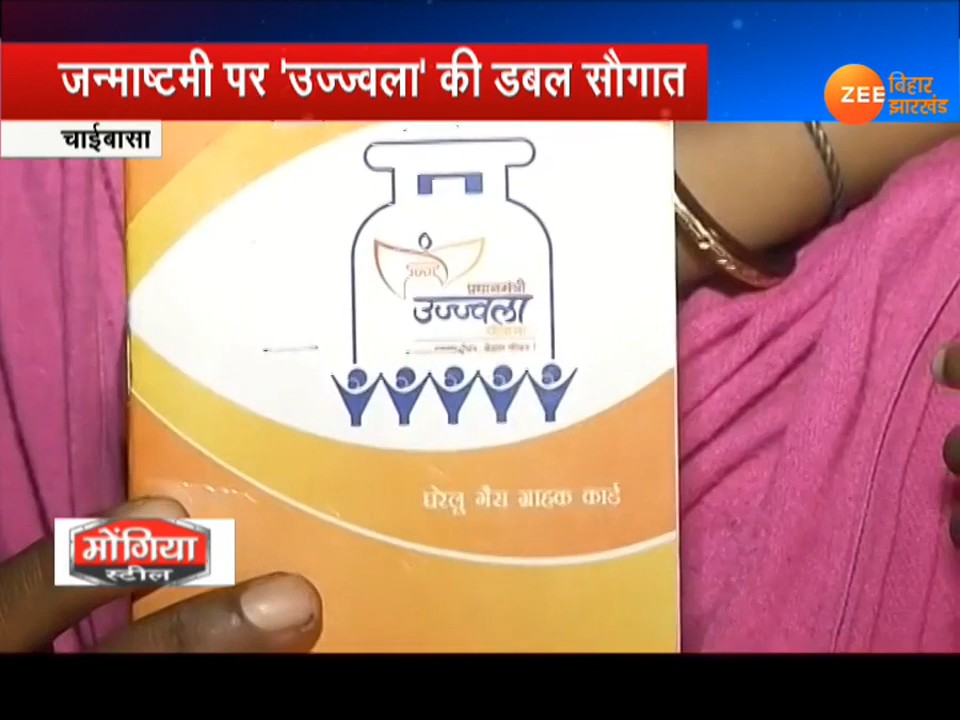 जन्माष्टमी पर 'उज्ज्वला' की डबल सौगात
ZEE बिहार झारखंड
चाईबासा
प्रधानमंत्री
उज्ज्वला
घरेलू गैस ग्राहक कार्ड
मोंगिया
स्टील